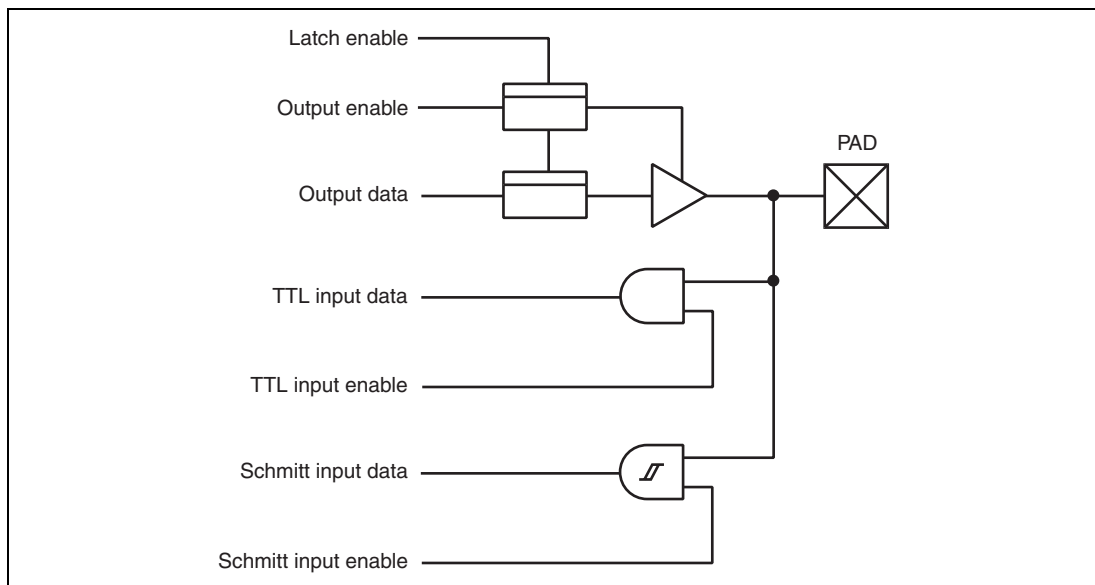 Latch enable
Output enable
PAD
Output data
TTL input data
TTL input enable
Schmitt input data
Schmitt input enable